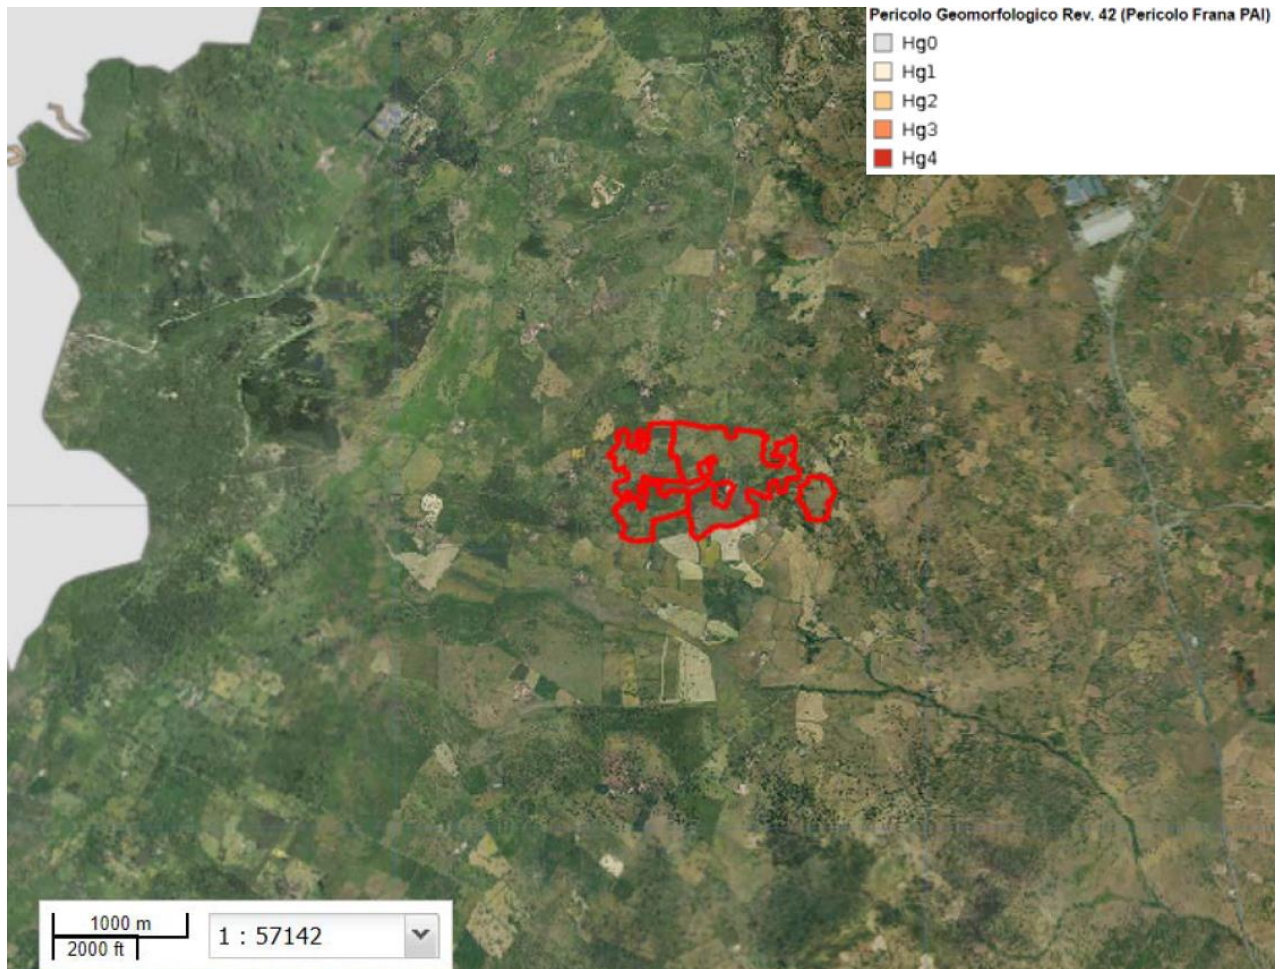 Pericolo Geomorfologico Rev. 42 (Pericolo Frana PAI)
Hg0
Hg1
Hg2
Hg3
Hg4
1000 m
2000 ft
1 : 57142